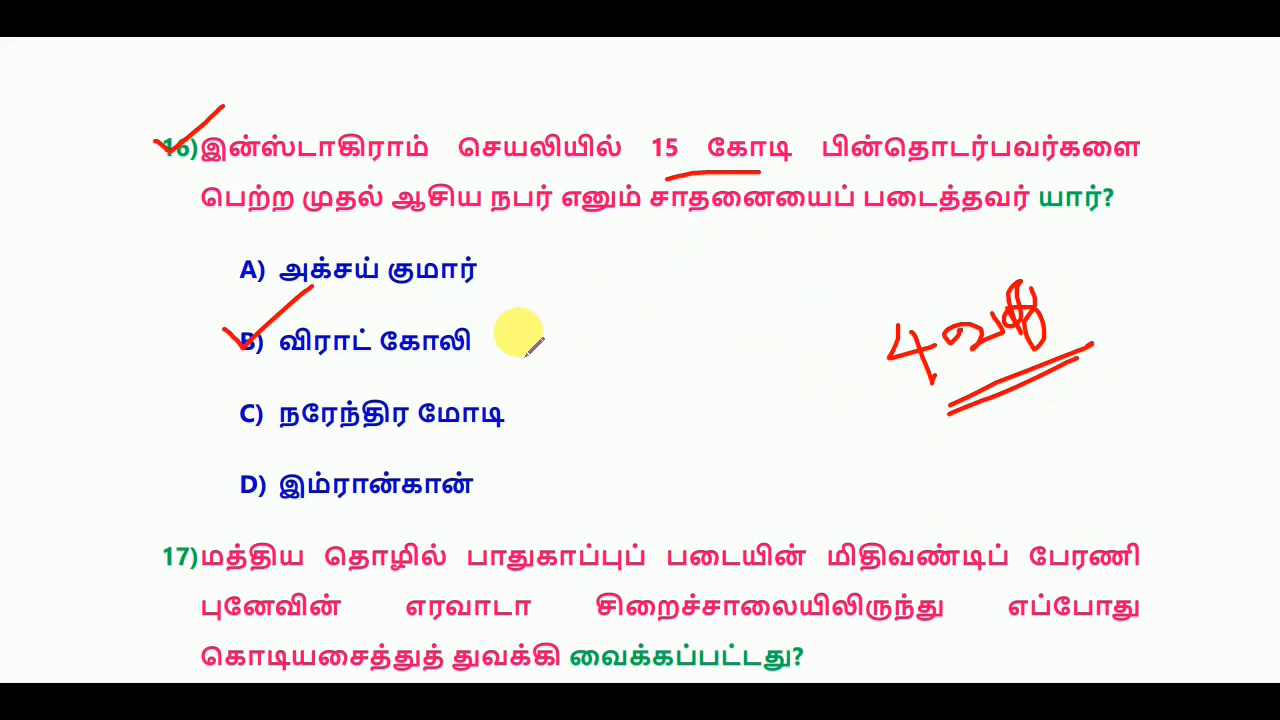 16) இன்ஸ்டாகிராம் செயலியில் 15 கோடி பின்தொடர்பவர்களை
பெற்ற முதல் ஆசிய நபர் எனும் சாதனையைப் படைத்தவர் யார்?
A) அக்சய் குமார்
B) விராட் கோலி
4வது
C) நரேந்திர மோடி
D) இம்ரான்கான்
17) மத்திய தொழில் பாதுகாப்புப் படையின் மிதிவண்டிப் பேரணி
புனேவின் எரவாடா சிறைச்சாலையிலிருந்து எப்போது
கொடியசைத்துத் துவக்கி வைக்கப்பட்டது?